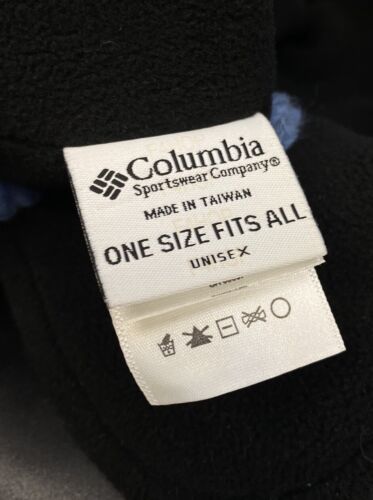 Columbia
Sportswear Company®
MADE IN TAIWAN
ONE SIZE FITS ALL
UNISEX